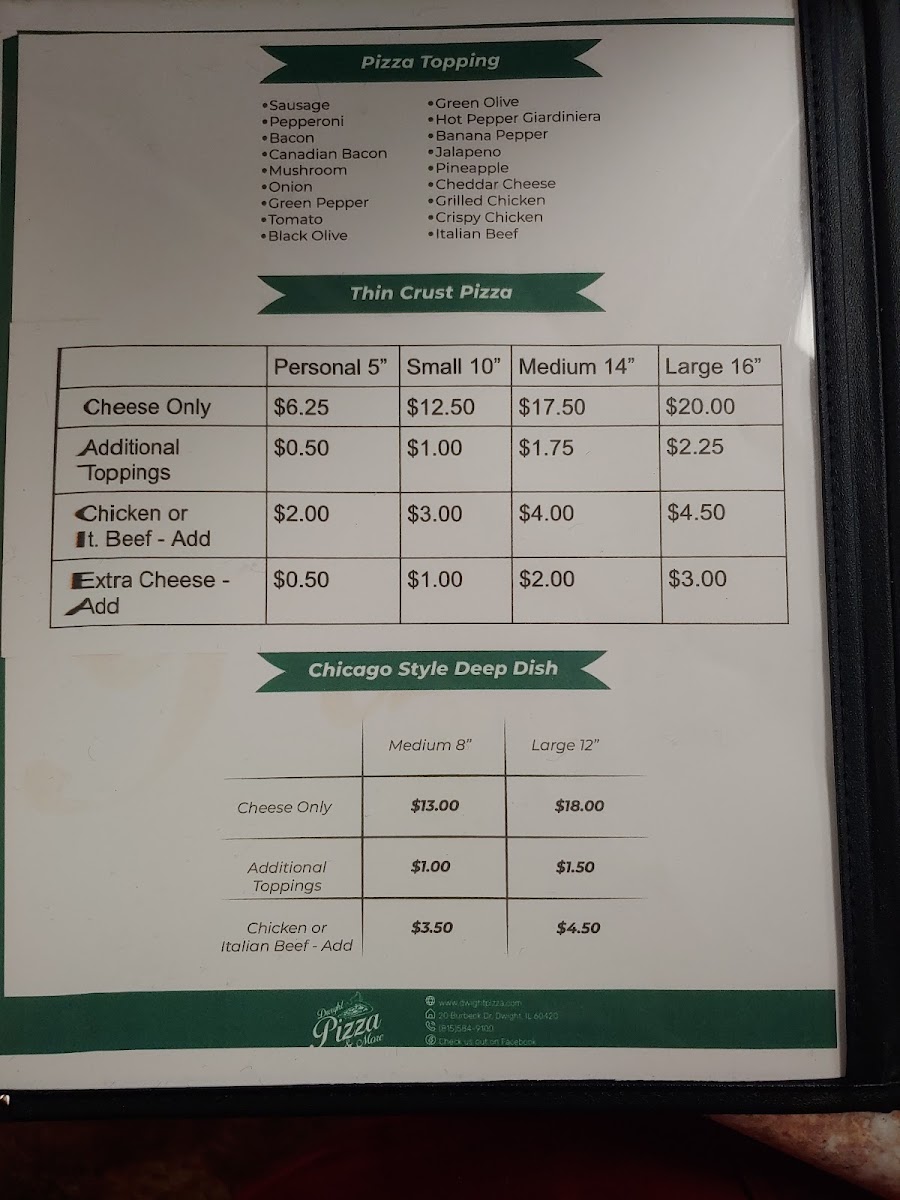 Pizza Topping
•Sausage
•Pepperoni
•Bacon
•Canadian Bacon
•Mushroom
•Onion
•Green Pepper
•Tomato
•Black Olive
•Green Olive
•Hot Pepper Giardiniera
•Banana Pepper
•Jalapeno
•Pineapple
•Cheddar Cheese
•Grilled Chicken
•Crispy Chicken
•Italian Beef
Thin Crust Pizza
Personal 5” Small 10” Medium 14” Large 16”
Cheese Only $6.25 $12.50 $17.50 $20.00
Additional $0.50 $1.00 $1.75 $2.25
Toppings
Chicken or $2.00 $3.00 $4.00 $4.50
It. Beef - Add
Extra Cheese - $0.50 $1.00 $2.00 $3.00
Add
Chicago Style Deep Dish
Medium 8” Large 12”
Cheese Only $13.00 $18.00
Additional $1.00 $1.50
Toppings
Chicken or $3.50 $4.50
Italian Beef - Add
Dwight
Pizza
& More
www.dwightpizza.com
20 Burbeck Dr, Dwight, IL 60420
(815)584-9100
Check us out on Facebook